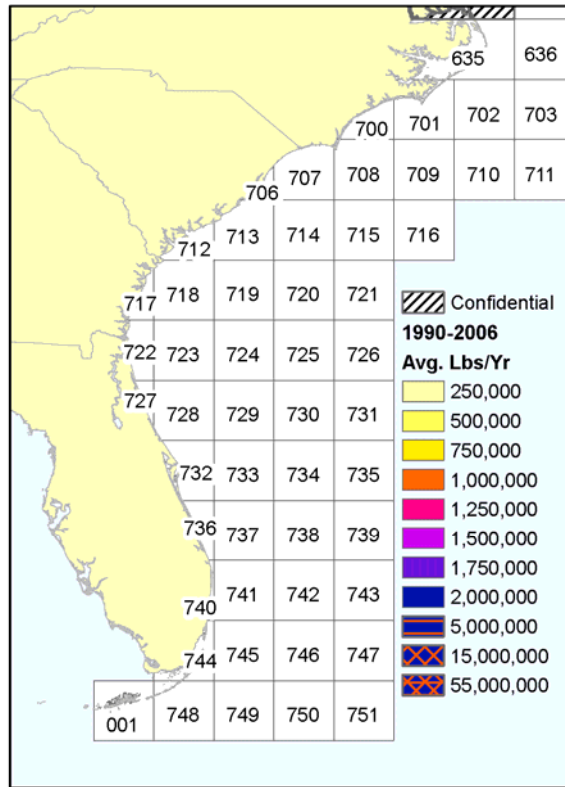 635 636
700 701 702 703
706 707 708 709 710 711
712 713 714 715 716
717 718 719 720 721
722 723 724 725 726
727 728 729 730 731
732 733 734 735
736 737 738 739
740 741 742 743
744 745 746 747
001 748 749 750 751
Confidential
1990-2006
Avg. Lbs/Yr
250,000
500,000
750,000
1,000,000
1,250,000
1,500,000
1,750,000
2,000,000
5,000,000
15,000,000
55,000,000